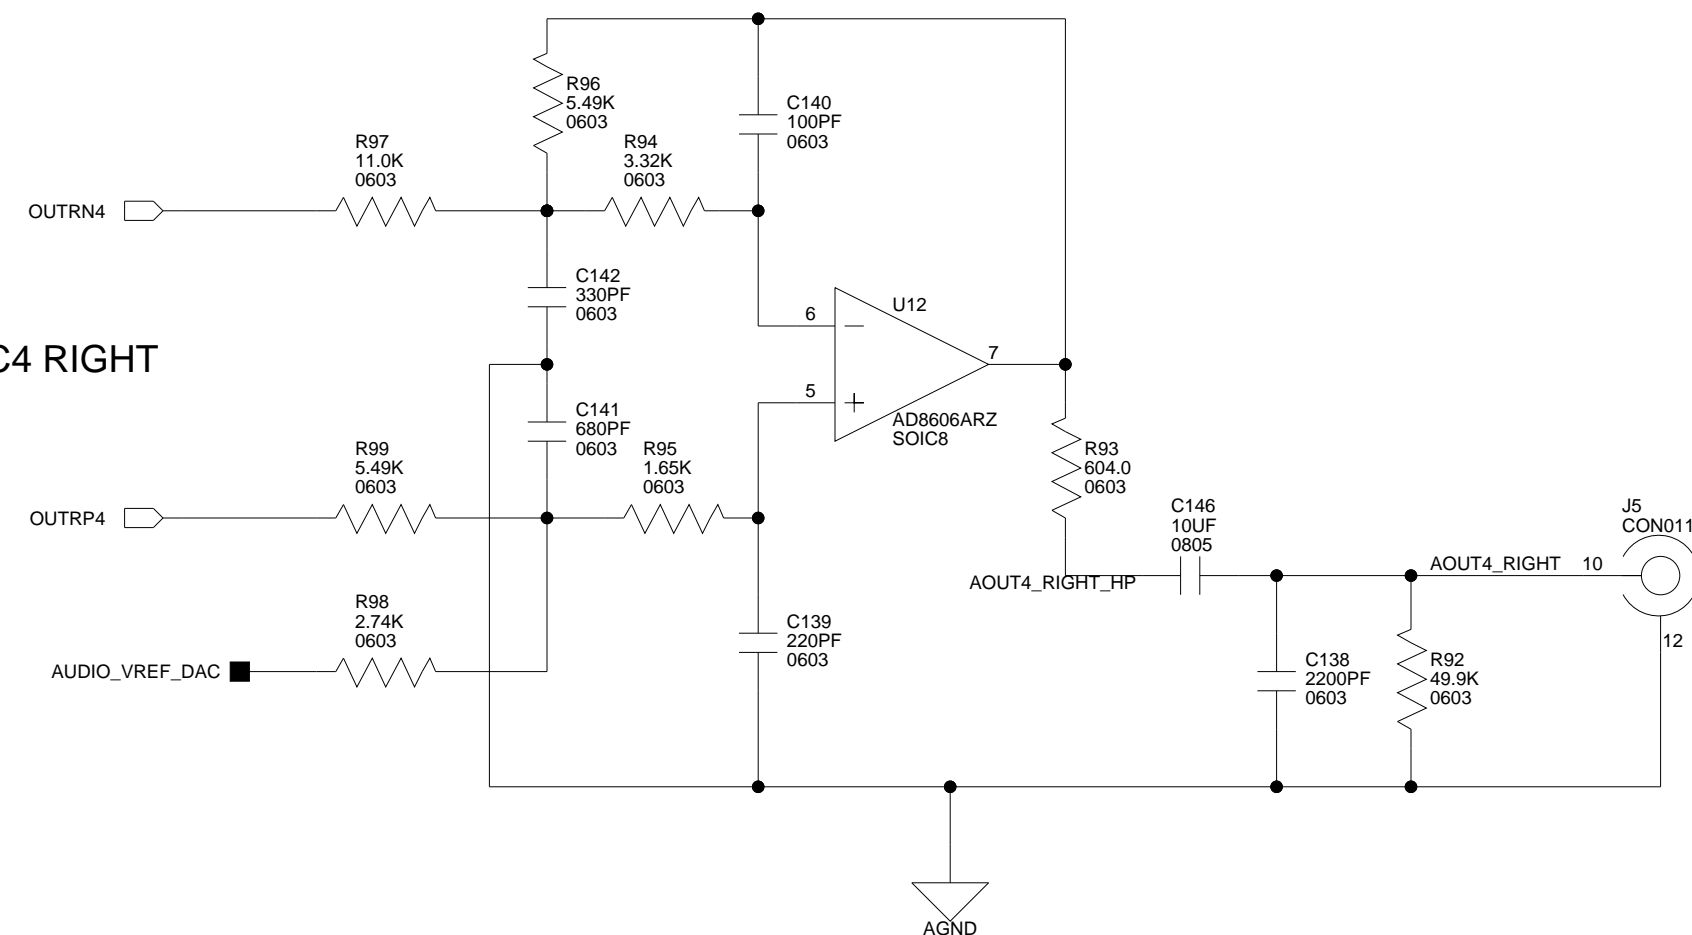 R96
5.49K
0603
C140
100PF
0603
R97
11.0K
0603
R94
3.32K
0603
OUTRN4
C142
330PF
0603
6
U12
7
C4 RIGHT
5
AD8606ARZ
SOIC8
C141
680PF
0603
R99
5.49K
0603
R95
1.65K
0603
R93
604.0
0603
OUTRP4
C146
10UF
0805
J5
CON011
AOUT4_RIGHT
10
AOUT4_RIGHT_HP
R98
2.74K
0603
C139
220PF
0603
12
AUDIO_VREF_DAC
C138
2200PF
0603
R92
49.9K
0603
AGND